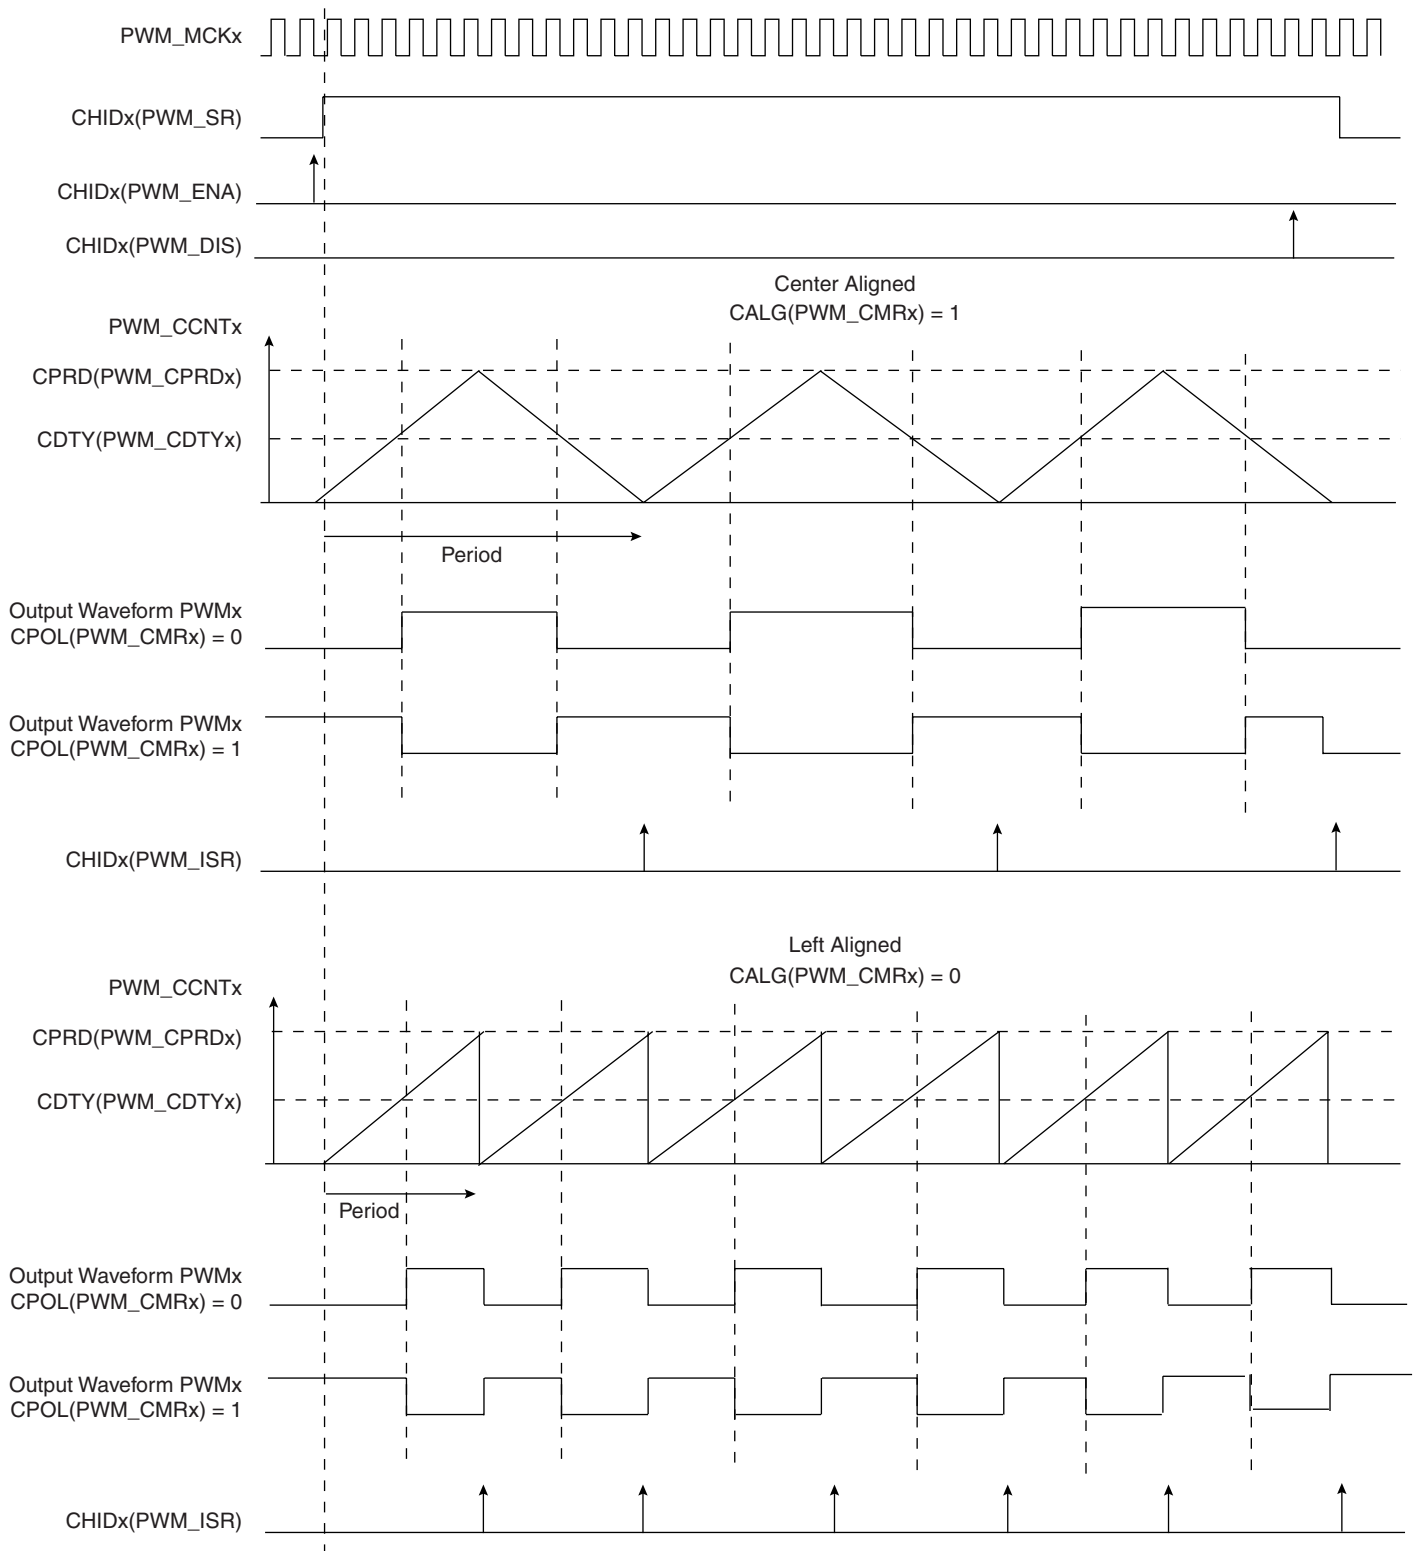 PWM_MCKx
CHIDx(PWM_SR)
CHIDx(PWM_ENA)
CHIDx(PWM_DIS)
Center Aligned
CALG(PWM_CMRx) = 1
PWM_CCNTx
CPRD(PWM_CPRDx)
CDTY(PWM_CDTYx)
Period
Output Waveform PWMx
CPOL(PWM_CMRx) = 0
Output Waveform PWMx
CPOL(PWM_CMRx) = 1
CHIDx(PWM_ISR)
Left Aligned
CALG(PWM_CMRx) = 0
PWM_CCNTx
CPRD(PWM_CPRDx)
CDTY(PWM_CDTYx)
Period
Output Waveform PWMx
CPOL(PWM_CMRx) = 0
Output Waveform PWMx
CPOL(PWM_CMRx) = 1
CHIDx(PWM_ISR)